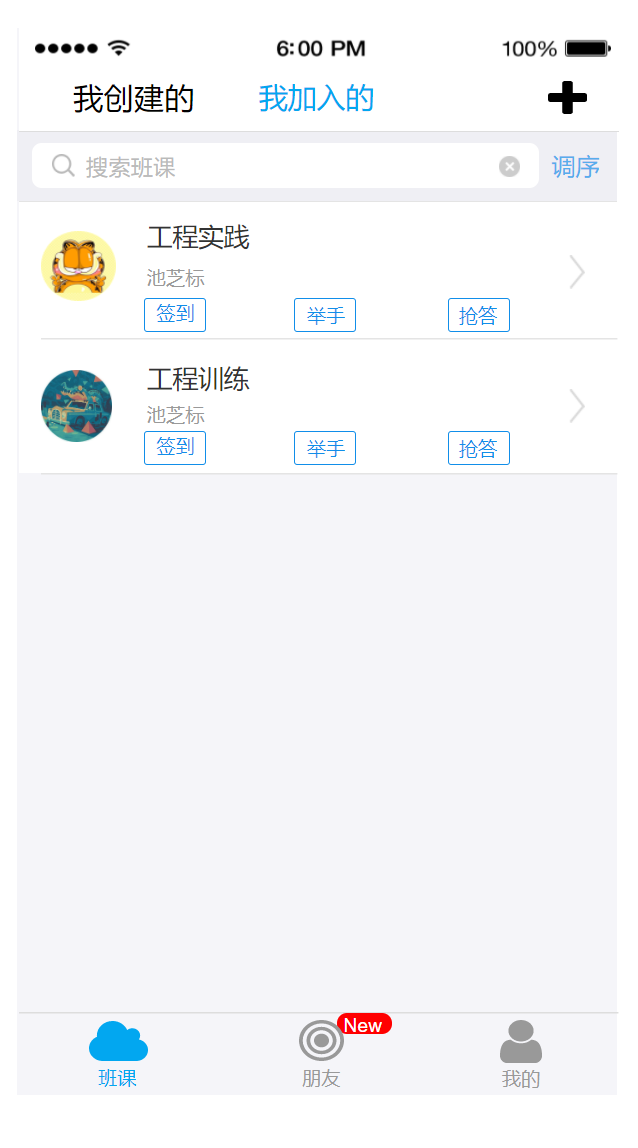 6:00 PM 100%
我创建的 我加入的
搜索班课 调序
工程实践
池芝标
签到 举手 抢答
工程训练
池芝标
签到 举手 抢答
New
班课 朋友 我的